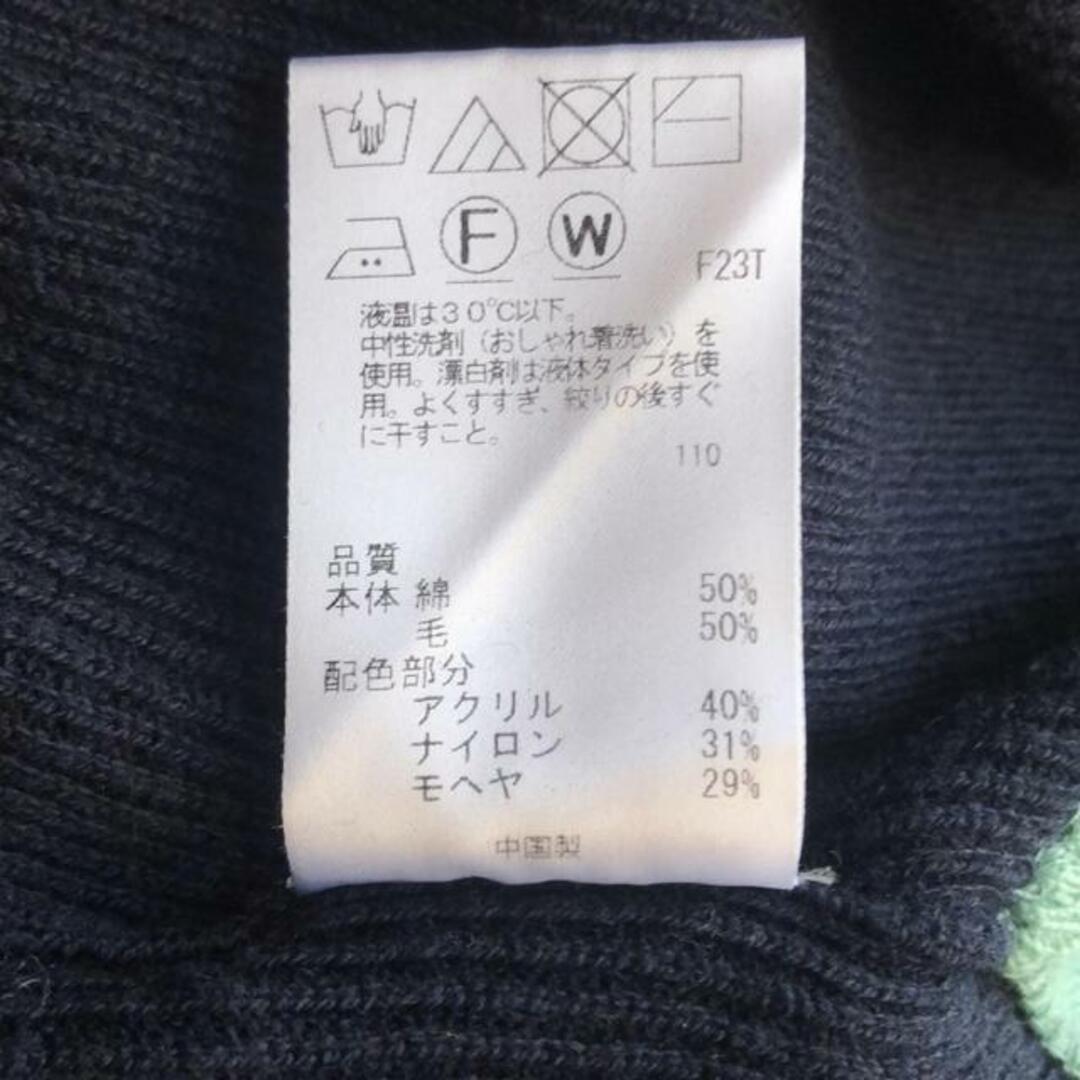 F W F23T
液温は30℃以下。
中性洗剤（おしゃれ着洗い）を
使用。漂白剤は液体タイプを使
用。よくすすぎ、絞りの後すぐ
に干すこと。
110
品質
本体 綿 50%
毛 50%
配色部分
アクリル 40%
ナイロン 31%
モヘヤ 29%
中国製